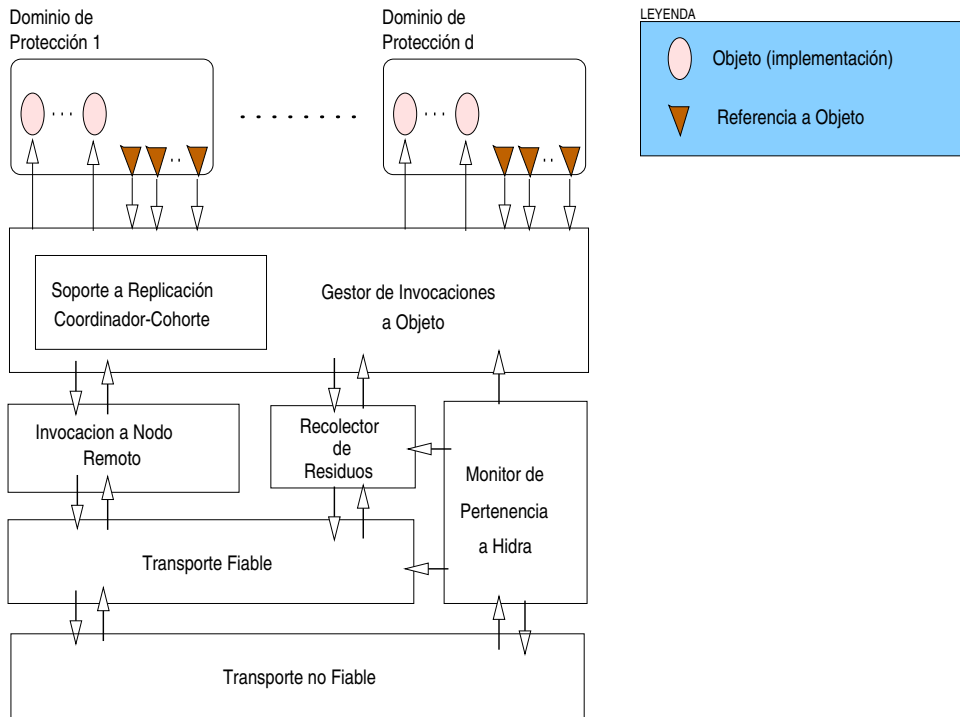 Dominio de
Protección 1
Dominio de
Protección d
LEYENDA
Objeto (implementación)
Referencia a Objeto
Soporte a Replicación
Coordinador-Cohorte
Gestor de Invocaciones
a Objeto
Invocacion a Nodo
Remoto
Recolector
de
Residuos
Monitor de
Pertenencia
a Hidra
Transporte Fiable
Transporte no Fiable